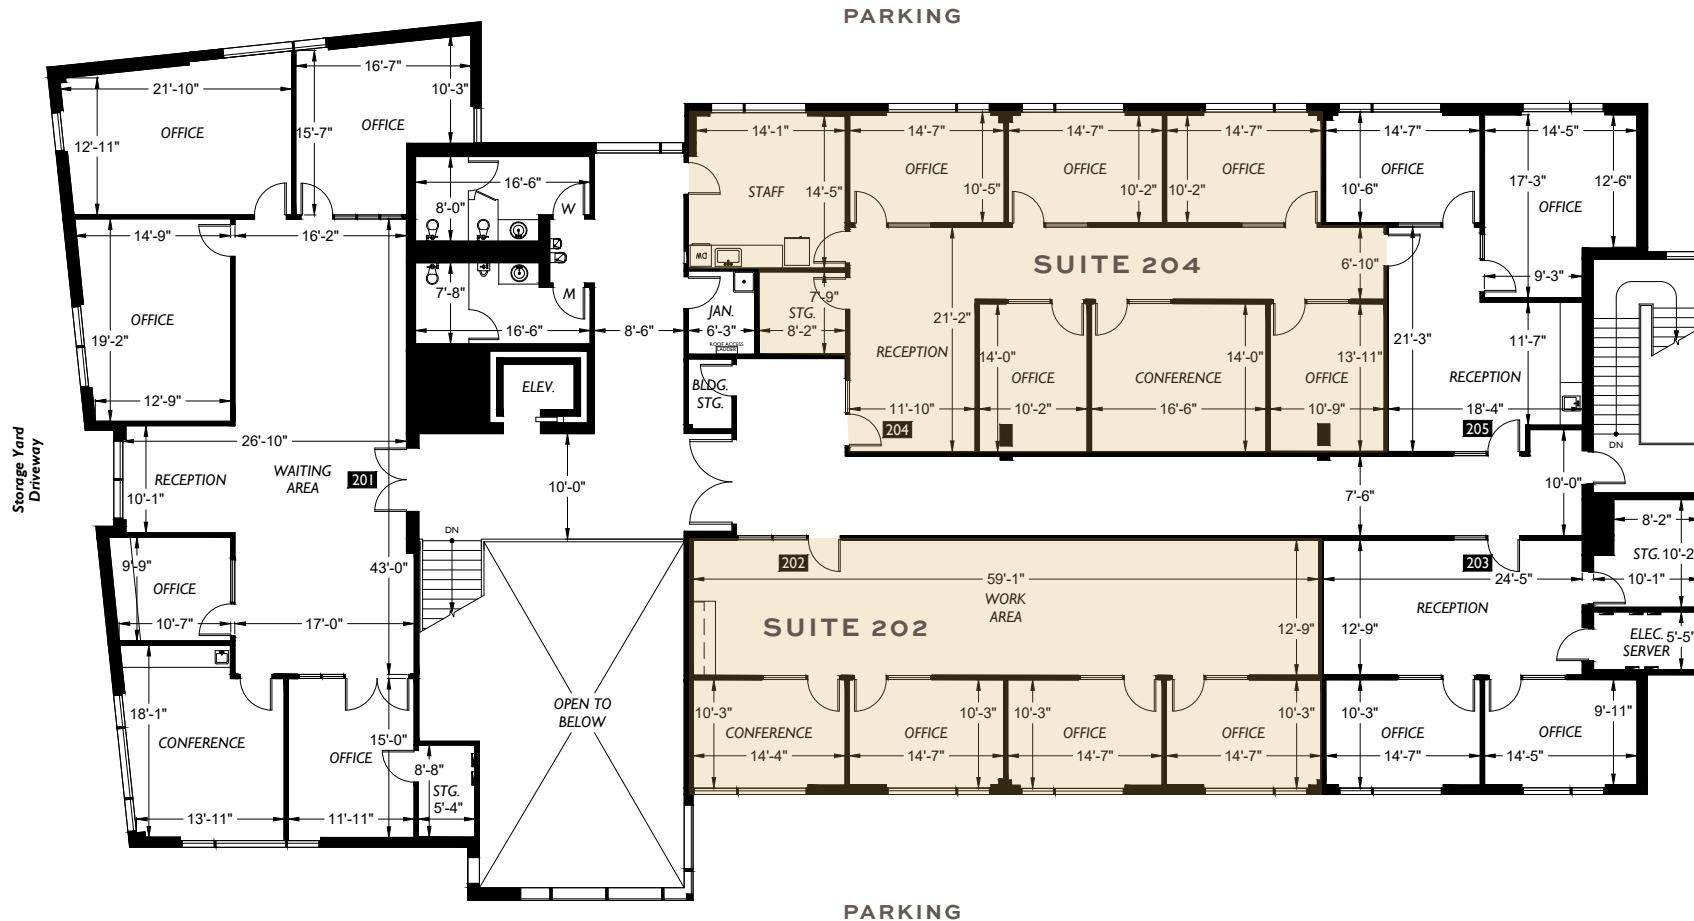 PARKING
21'-10"
OFFICE
12'-11"
16'-7"
10'-3"
15'-7"
OFFICE
16'-6"
8'-0"
W
7'-8"
M
16'-6"
8'-6"
14'-9"
16'-2"
OFFICE
19'-2"
12'-9"
ELEV.
14'-1"
STAFF
14'-5"
DW
14'-7"
OFFICE
10'-5"
14'-7"
OFFICE
10'-2"
14'-7"
10'-2"
OFFICE
14'-7"
OFFICE
10'-6"
14'-5"
17'-3"
12'-6"
OFFICE
9'-3"
SUITE 204
6'-10"
JAN.
6'-3"
ROOF ACCESS
LADDER
7'-9"
STG.
8'-2"
BLDG.
STG.
21'-2"
RECEPTION
11'-10"
204
14'-0"
OFFICE
10'-2"
14'-0"
CONFERENCE
16'-6"
13'-11"
OFFICE
10'-9"
21'-3"
11'-7"
RECEPTION
18'-4"
205
DN
Storage Yard
Driveway
26'-10"
RECEPTION
WAITING
AREA
201
10'-1"
10'-0"
7'-6"
10'-0"
9'-9"
OFFICE
10'-7"
17'-0"
43'-0"
DN
OPEN TO
BELOW
18'-1"
CONFERENCE
13'-11"
15'-0"
OFFICE
11'-11"
8'-8"
STG.
5'-4"
202
59'-1"
WORK
AREA
SUITE 202
12'-9"
10'-3"
CONFERENCE
14'-4"
10'-3"
OFFICE
14'-7"
10'-3"
OFFICE
14'-7"
10'-3"
OFFICE
14'-7"
203
24'-5"
RECEPTION
12'-9"
8'-2"
STG.
10'-2
10'-1"
ELEC.
SERVER
5'-5"
10'-3"
OFFICE
14'-7"
9'-11"
OFFICE
14'-5"
PARKING